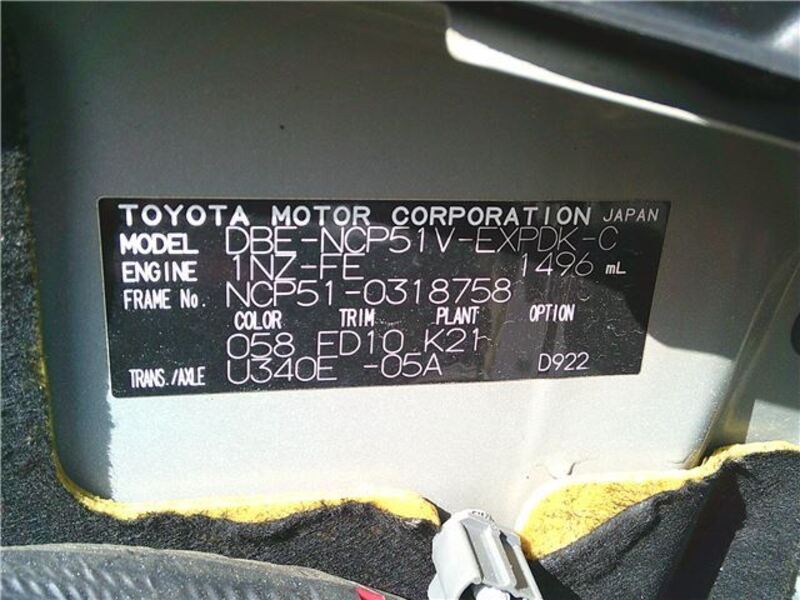 TOYOTA MOTOR CORPORATION JAPAN
MODEL DBE-NCP51V-EXPDK-C
ENGINE 1NZ-FE 1496 mL
FRAME No. NCP51-0318758
COLOR TRIM PLANT OPTION
058 ED10 K21
TRANS./AXLE U340E -05A D922